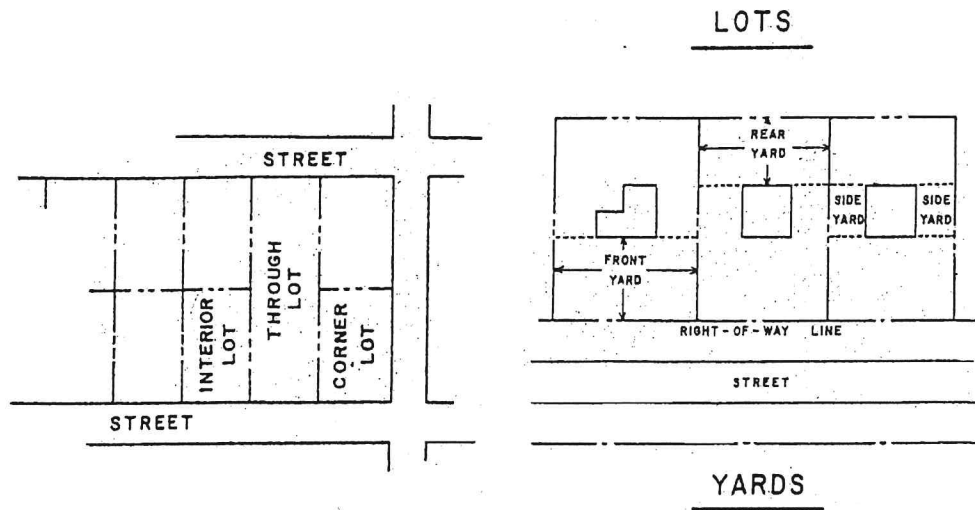 LOTS
STREET
INTERIOR
LOT
THROUGH
LOT
CORNER
LOT
STREET
REAR
YARD
SIDE
YARD
SIDE
YARD
FRONT
YARD
RIGHT-OF-WAY LINE
STREET
YARDS